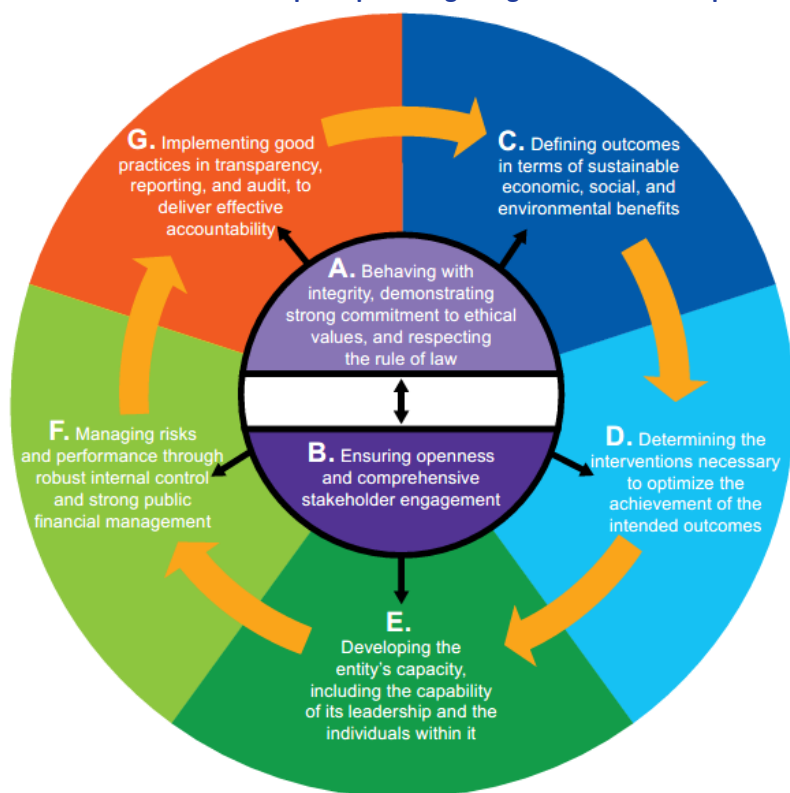 G. Implementing good
practices in transparency,
reporting, and audit, to
deliver effective
accountability
C. Defining outcomes
in terms of sustainable
economic, social, and
environmental benefits
A. Behaving with
integrity, demonstrating
strong commitment to ethical
values, and respecting
the rule of law
F. Managing risks
and performance through
robust internal control
and strong public
financial management
B. Ensuring openness
and comprehensive
stakeholder engagement
D. Determining the
interventions necessary
to optimize the
achievement of the
intended outcomes
E.
Developing the
entity's capacity,
including the capability
of its leadership and the
individuals within it